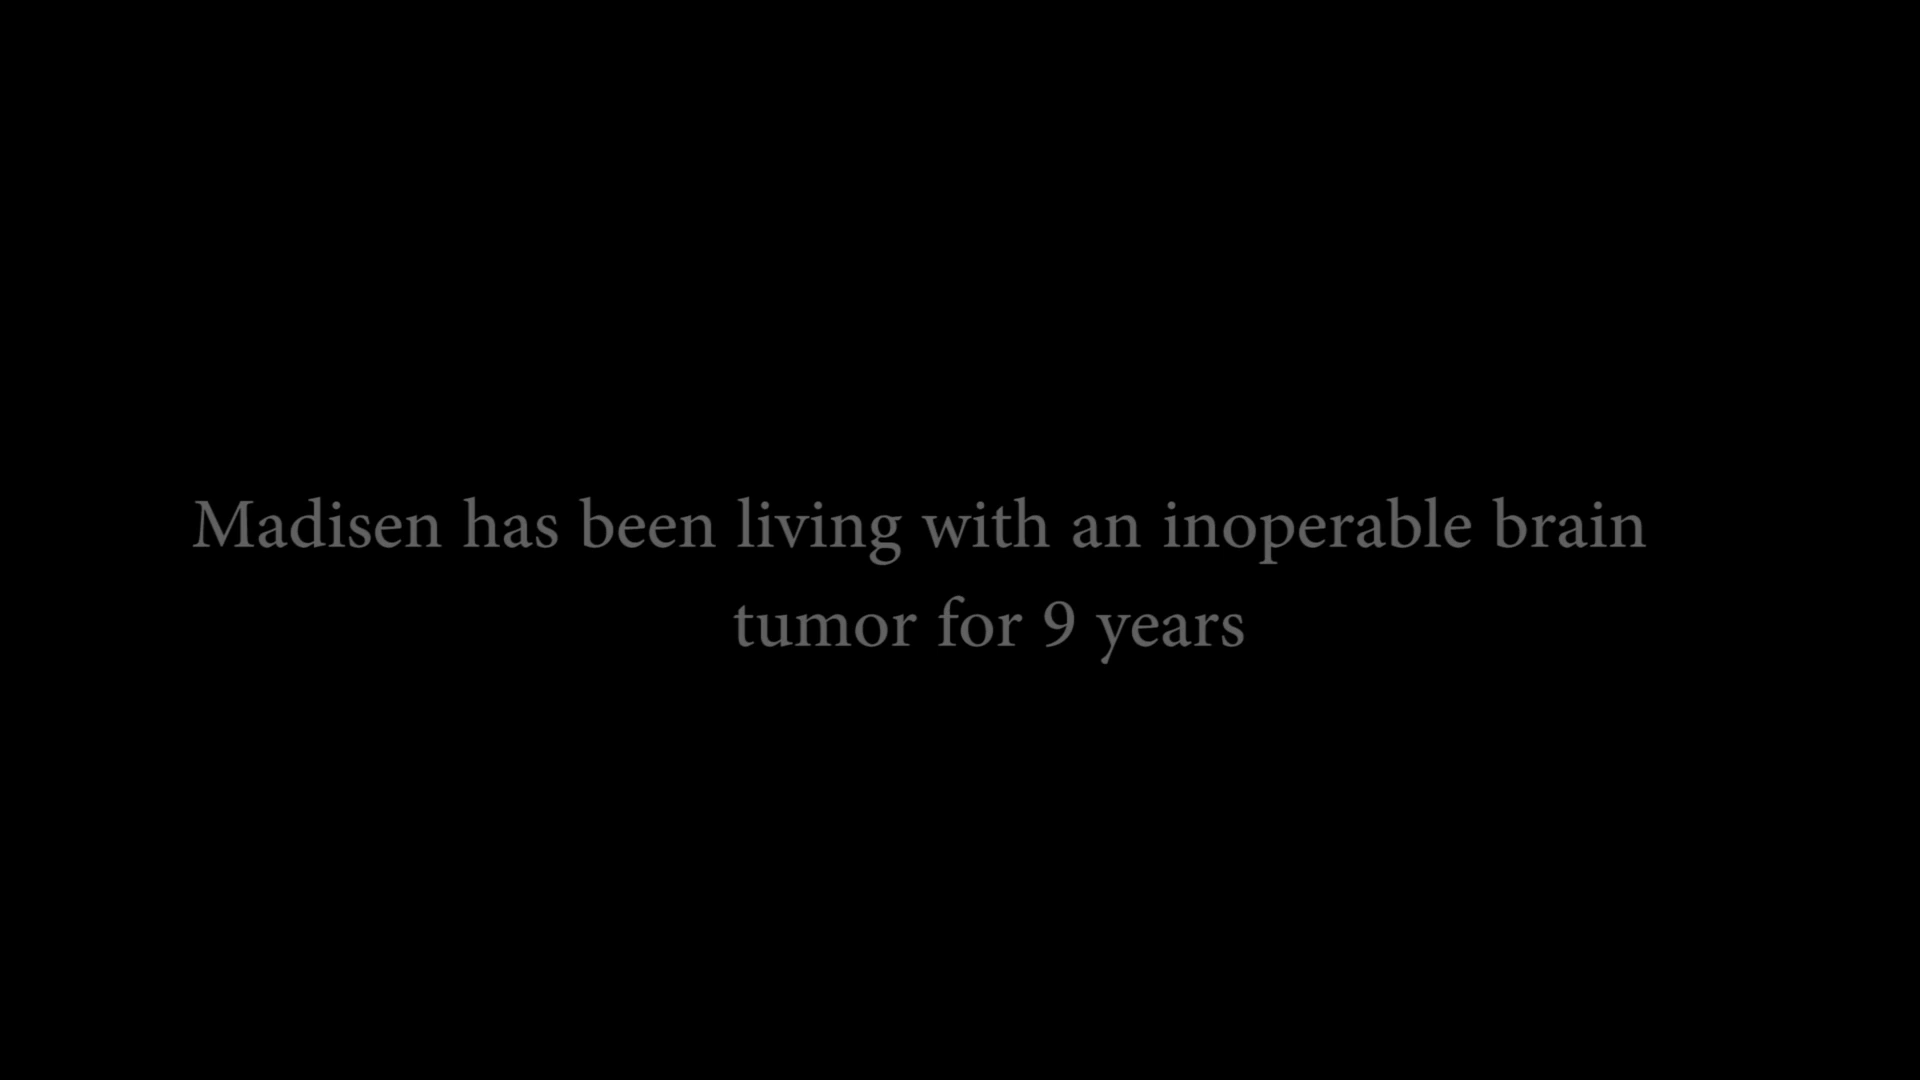 Madisen has been living with an inoperable brain
tumor for 9 years